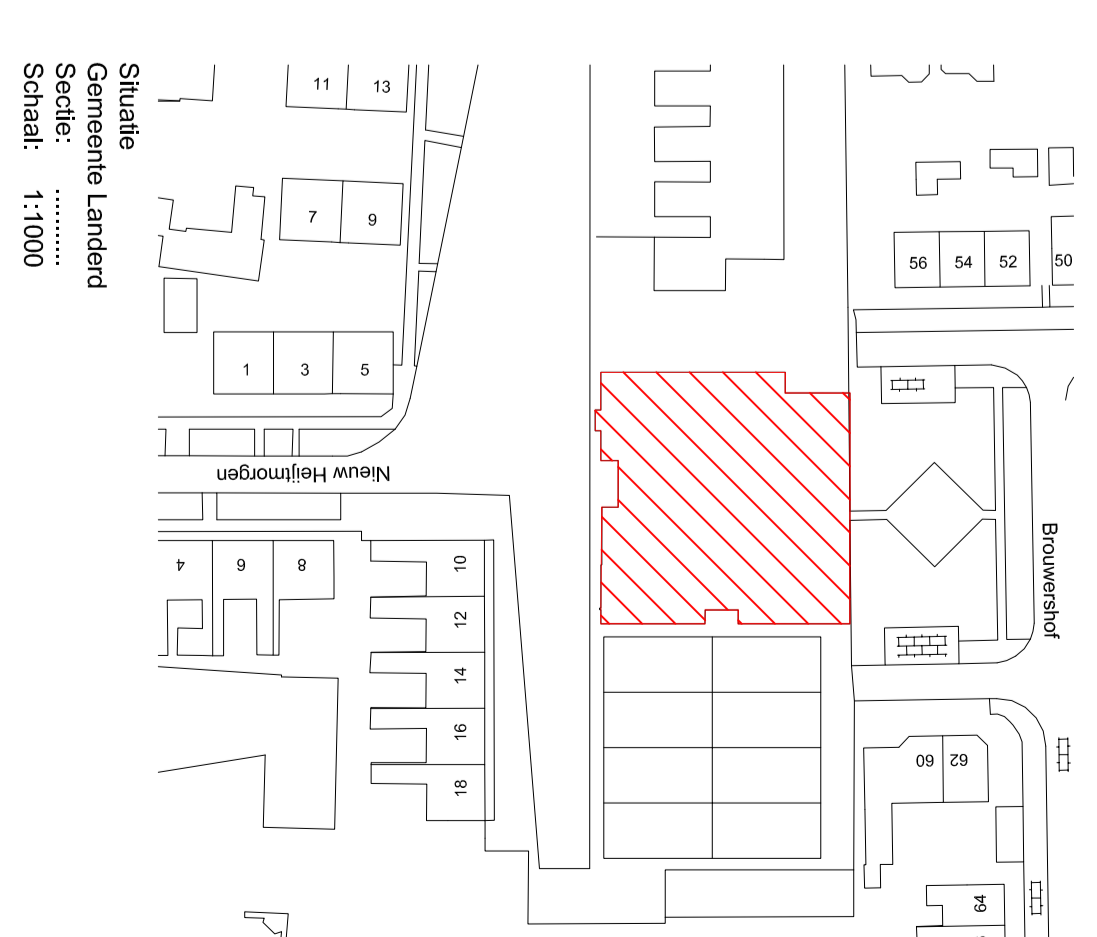 Situatie
Gemeente Landerd
Sectie: ...........
Schaal: 1:1000
11 13
7 9
56 54 52 50
1 3 5
Nieuw Heijtmorgen
Brouwershof
4 6 8
10
12
14
16
18
60 62
64